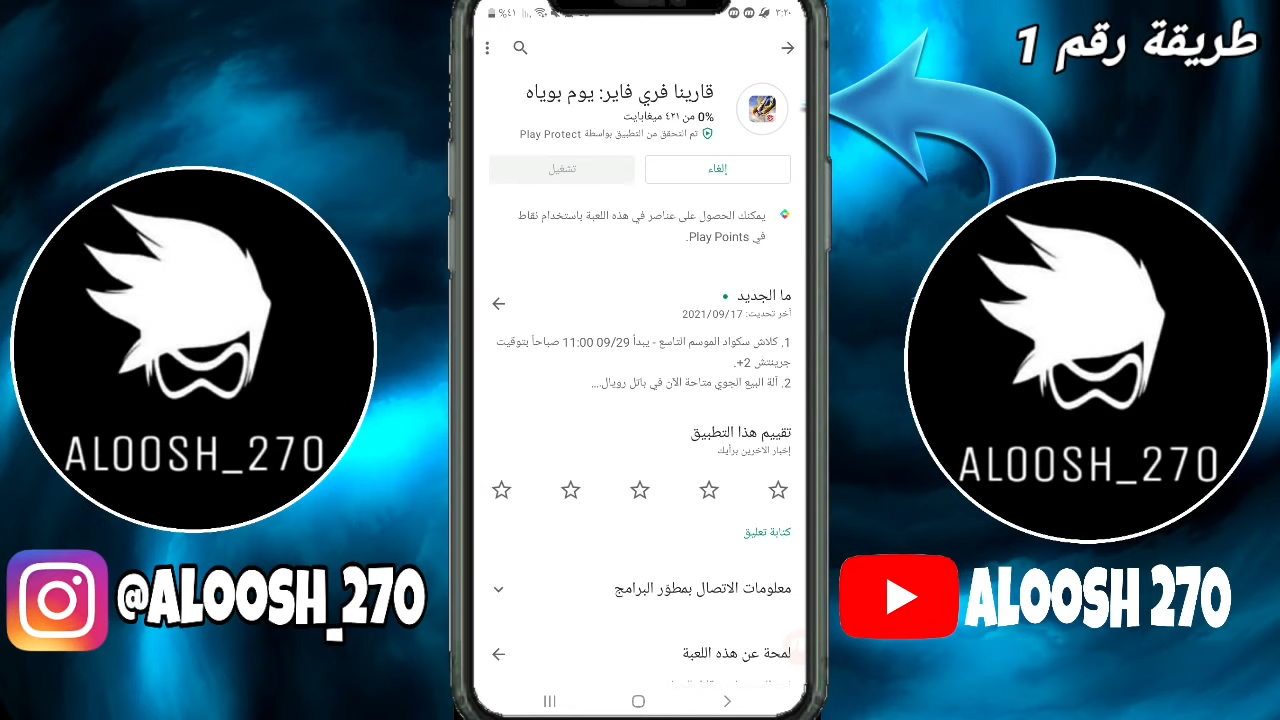 طريقة رقم 1
٣:٢٠
%٤١
قارينا فري فاير: يوم بوياه
0% من ٤٣١ ميغابايت
تم التحقق من التطبيق بواسطة Play Protect
إلغاء
تشغيل
يمكنك الحصول على عناصر في هذه اللعبة باستخدام نقاط
في Play Points.
ما الجديد
آخر تحديث: 2021/09/17
1. كلاش سكواد الموسم التاسع - يبدأ 09/29 11:00 صباحاً بتوقيت
جرينتش 2+.
2. آلة البيع الجوي متاحة الآن في باتل رويال....
تقييم هذا التطبيق
إخبار الآخرين برأيك
كتابة تعليق
معلومات الاتصال بمطوّر البرامج
لمحة عن هذه اللعبة
ALOOSH_270
@ALOOSH_270
ALOOSH_270
ALOOSH 270